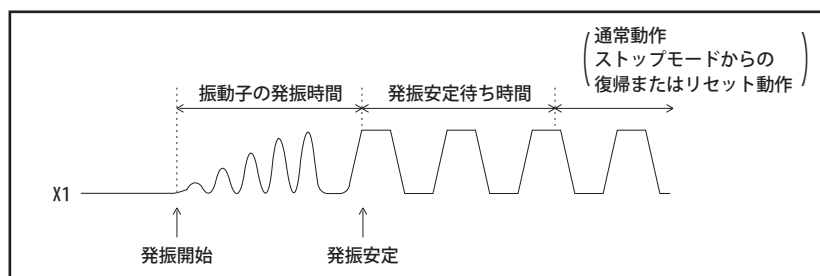 通常動作
ストップモードからの
復帰またはリセット動作
振動子の発振時間
発振安定待ち時間
X1
発振開始
発振安定